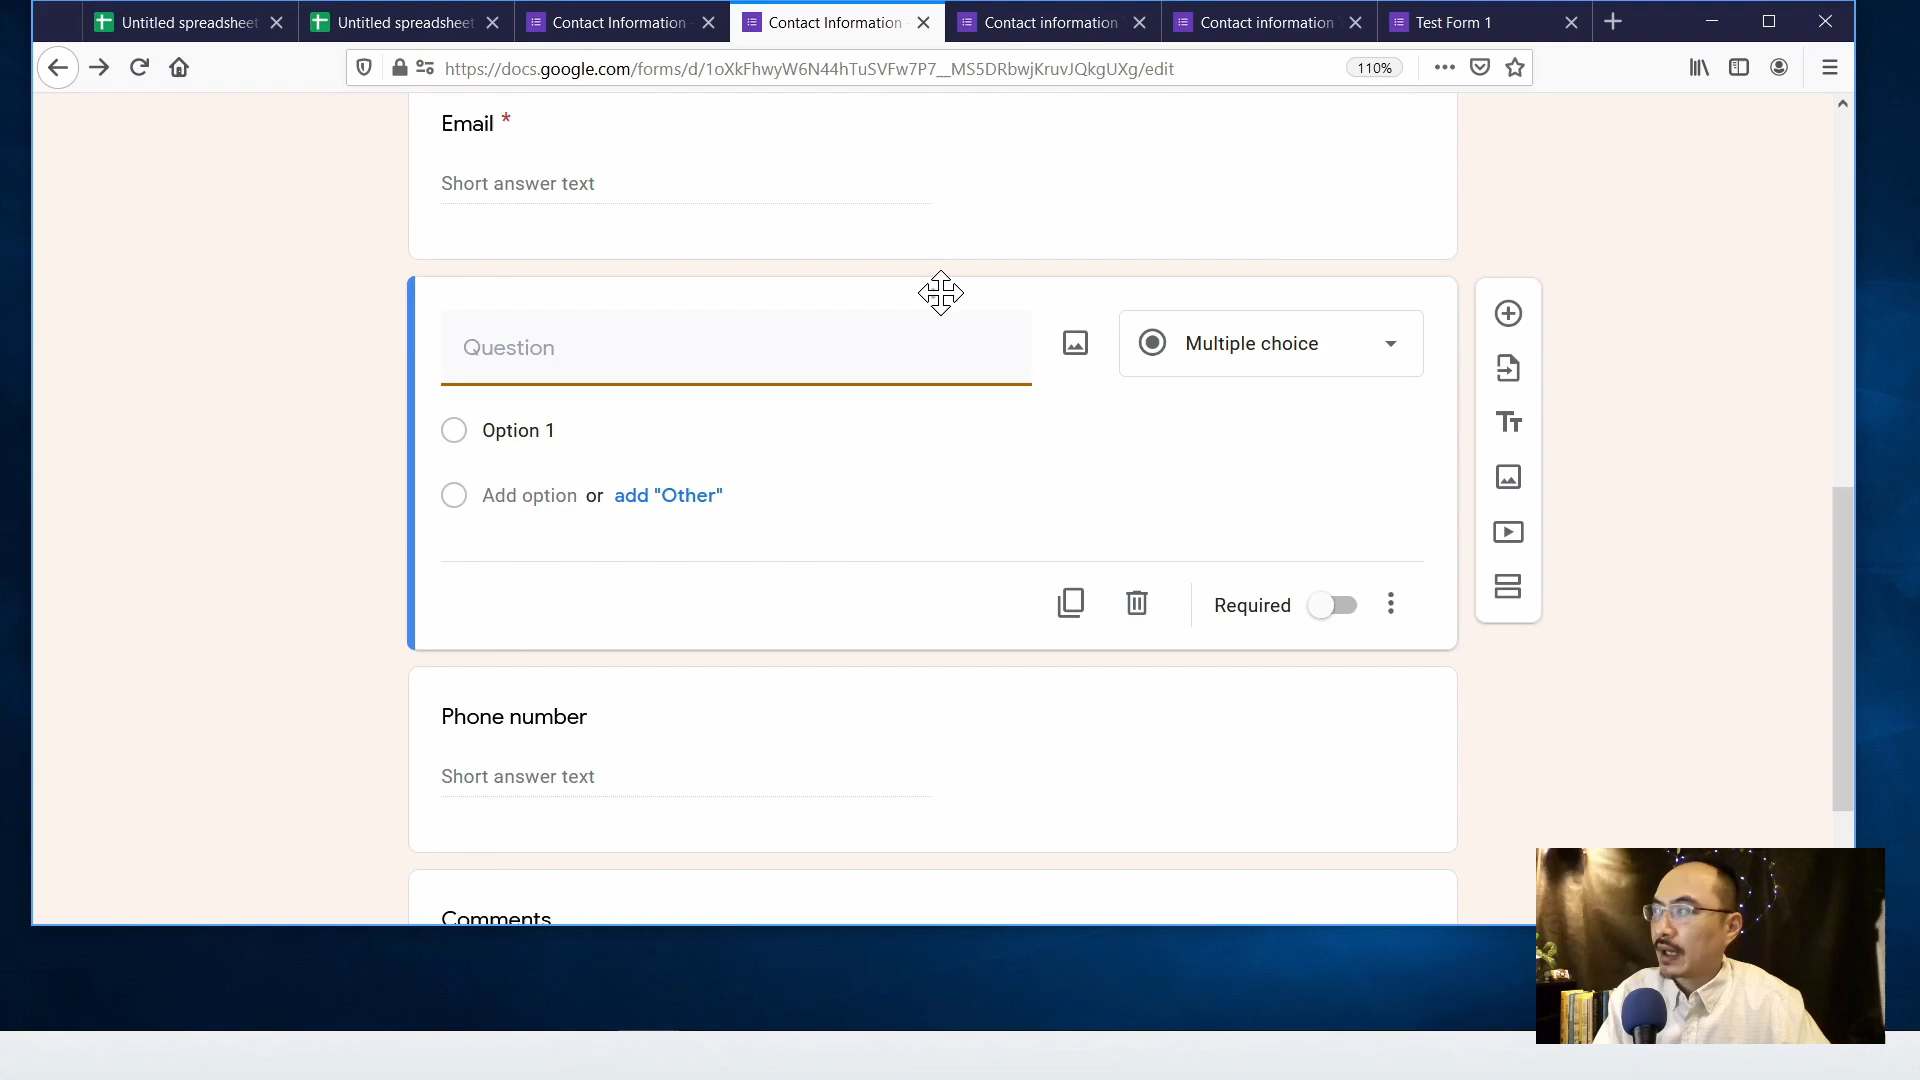 Untitled spreadsheet
Untitled spreadsheet
Contact Information
Contact Information
Contact information
Contact information
Test Form 1
https://docs.google.com/forms/d/1oXkFhwyW6N44hTuSVFw7P7__MS5DRbwjKruvJQkgUXg/edit
110%
Email *
Short answer text
Question
Multiple choice
Option 1
Add option or add "Other"
Required
Phone number
Short answer text
Comments